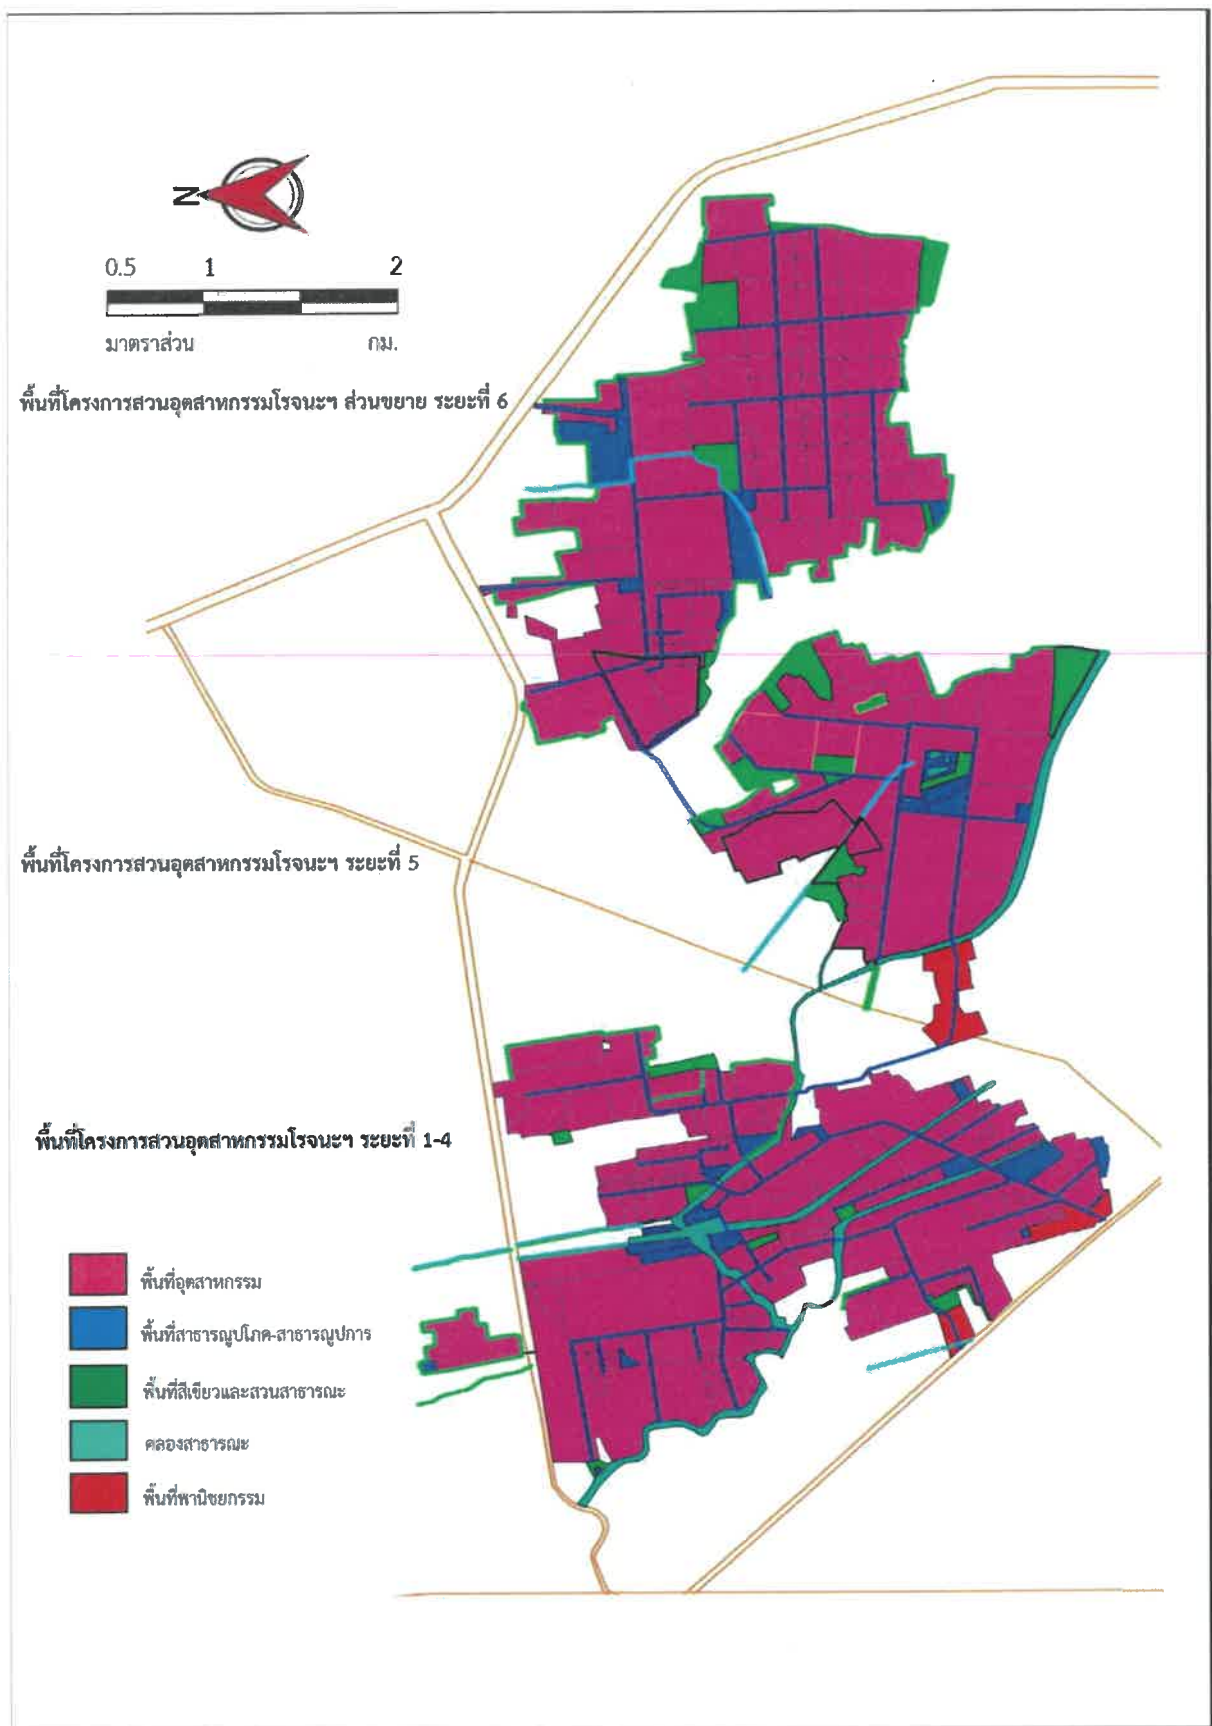 N
0.5 1 2
มาตราส่วน กม.
พื้นที่โครงการสวนอุตสาหกรรมโรจนะฯ ส่วนขยาย ระยะที่ 6
พื้นที่โครงการสวนอุตสาหกรรมโรจนะฯ ระยะที่ 5
พื้นที่โครงการสวนอุตสาหกรรมโรจนะฯ ระยะที่ 1-4
พื้นที่อุตสาหกรรม
พื้นที่สาธารณูปโภค-สาธารณูปการ
พื้นที่สีเขียวและสวนสาธารณะ
คลองสาธารณะ
พื้นที่พานิชยกรรม